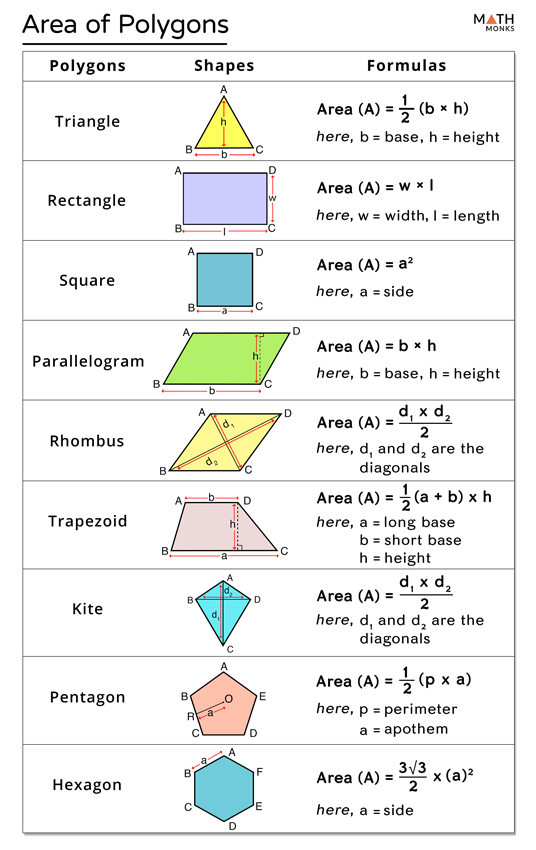 Area of Polygons
MATH
MONKS
Polygons Shapes Formulas
Triangle
A
h
B b C
Area (A) = 1/2 (b × h)
here, b = base, h = height
Rectangle
A D
w
B l C
Area (A) = w × l
here, w = width, l = length
Square
A D
B a C
Area (A) = a²
here, a = side
Parallelogram
A D
h
B b C
Area (A) = b × h
here, b = base, h = height
Rhombus
A D
d₁
d₂
B C
Area (A) = d₁ x d₂/2
here, d₁ and d₂ are the
diagonals
Trapezoid
b
A D
h
B a C
Area (A) = 1/2 (a + b) x h
here, a = long base
b = short base
h = height
Kite
A
d₂
B D
d₁
C
Area (A) = d₁ x d₂/2
here, d₁ and d₂ are the
diagonals
Pentagon
A
B E
O
R a
C D
Area (A) = 1/2 (p x a)
here, p = perimeter
a = apothem
Hexagon
a A
B F
C E
D
Area (A) = 3√3/2 x (a)²
here, a = side